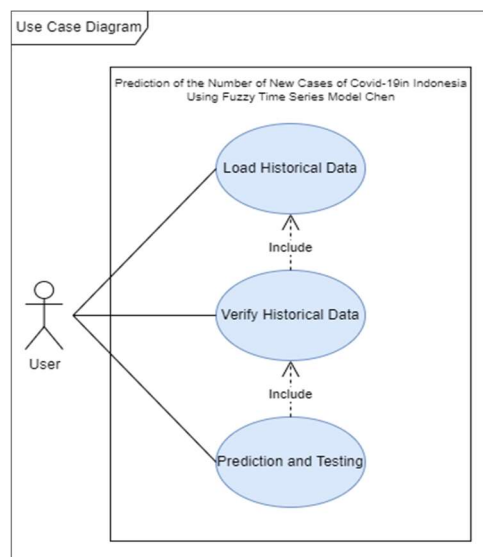 Use Case Diagram
Prediction of the Number of New Cases of Covid-19in Indonesia
Using Fuzzy Time Series Model Chen
Load Historical Data
Include
Verify Historical Data
User
Include
Prediction and Testing